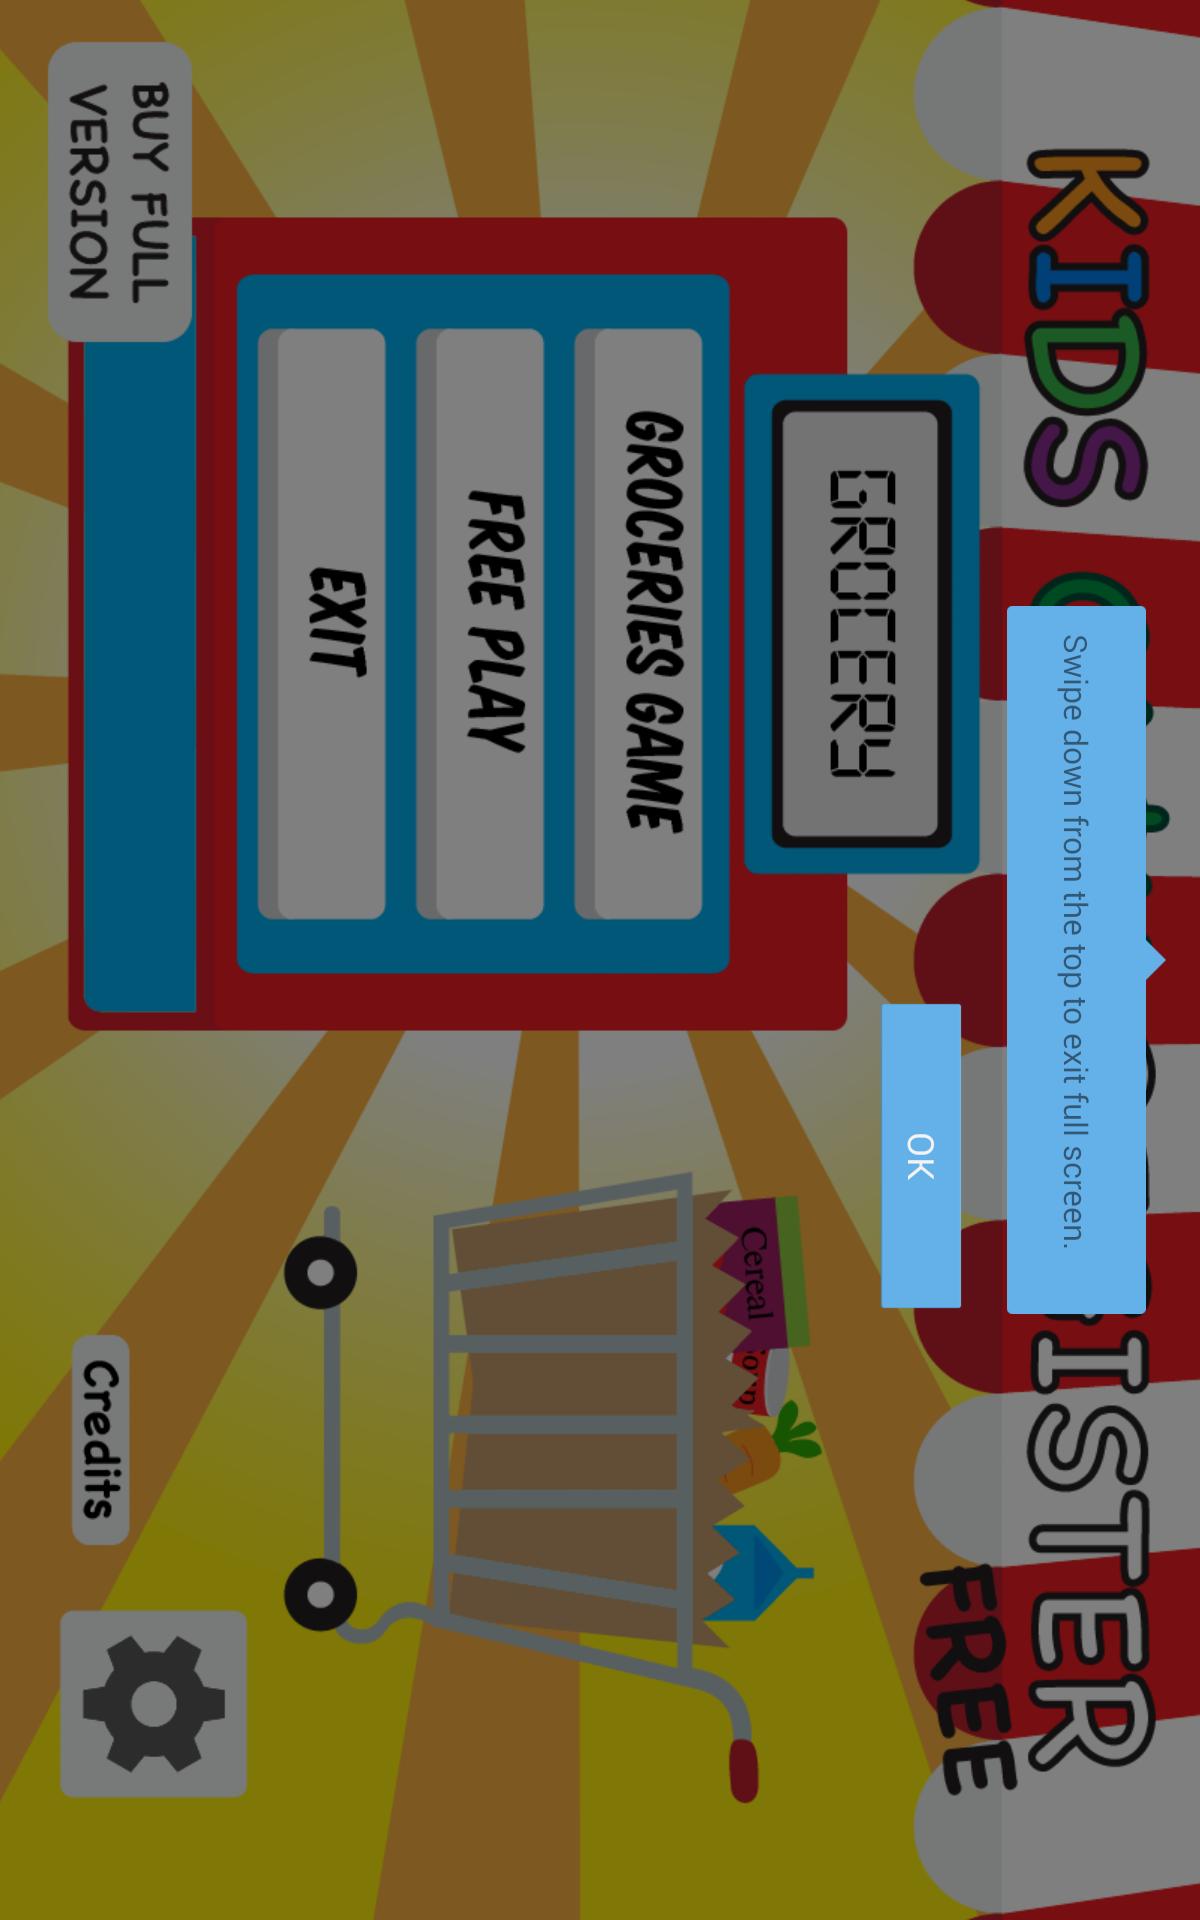 KIDS
ISTER
FREE
Swipe down from the top to exit full screen.
OK
GROCERY
GROCERIES GAME
FREE PLAY
EXIT
Cereal
BUY FULL
VERSION
Credits